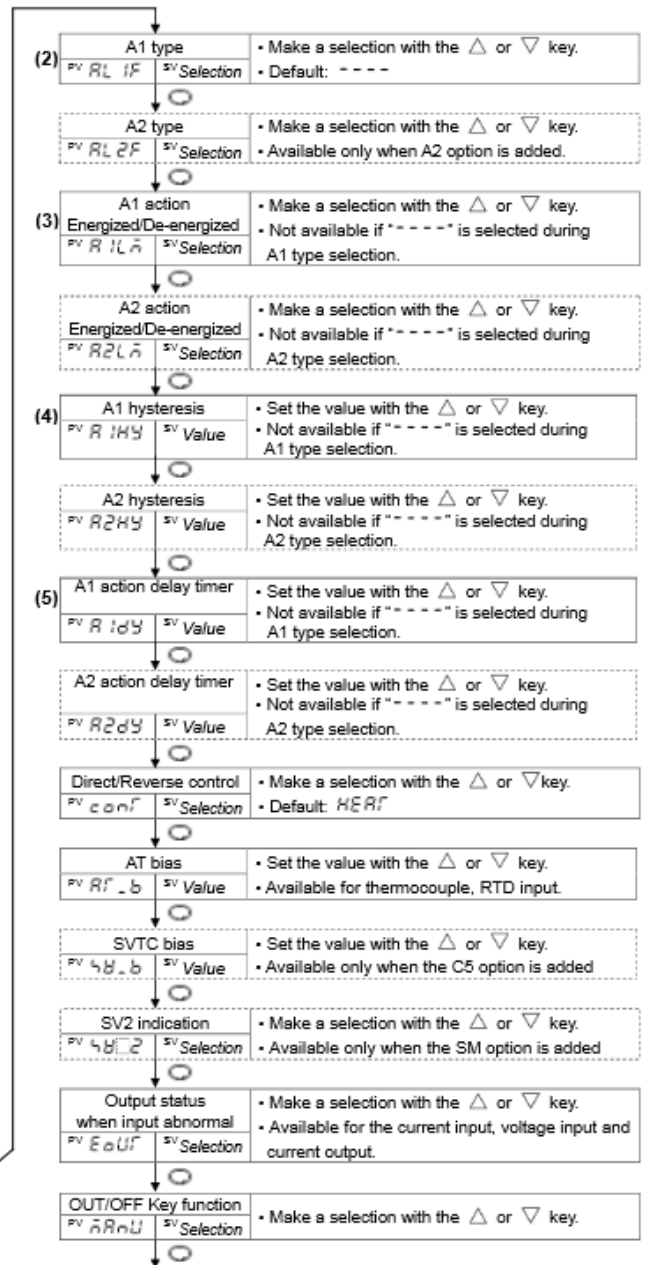 A1 type
• Make a selection with the △ or ▽ key.
(2)
PV AL 1F SV Selection
• Default: ----
A2 type
• Make a selection with the △ or ▽ key.
PV AL 2F SV Selection
• Available only when A2 option is added.
A1 action
• Make a selection with the △ or ▽ key.
(3)
Energized/De-energized
• Not available if "----" is selected during
PV A1Lm SV Selection
A1 type selection.
A2 action
• Make a selection with the △ or ▽ key.
Energized/De-energized
• Not available if "----" is selected during
PV A2Lm SV Selection
A2 type selection.
(4)
A1 hysteresis
• Set the value with the △ or ▽ key.
PV A1HY SV Value
• Not available if "----" is selected during
A1 type selection.
A2 hysteresis
• Set the value with the △ or ▽ key.
PV A2HY SV Value
• Not available if "----" is selected during
A2 type selection.
(5)
A1 action delay timer
• Set the value with the △ or ▽ key.
• Not available if "----" is selected during
PV A1dY SV Value
A1 type selection.
A2 action delay timer
• Set the value with the △ or ▽ key.
• Not available if "----" is selected during
PV A2dY SV Value
A2 type selection.
Direct/Reverse control
• Make a selection with the △ or ▽key.
PV conT SV Selection
• Default: HEAT
AT bias
• Set the value with the △ or ▽ key.
PV AT_b SV Value
• Available for thermocouple, RTD input.
SVTC bias
• Set the value with the △ or ▽ key.
PV SV_b SV Value
• Available only when the C5 option is added
SV2 indication
• Make a selection with the △ or ▽ key.
PV SV 2 SV Selection
• Available only when the SM option is added
Output status
• Make a selection with the △ or ▽ key.
when input abnormal
• Available for the current input, voltage input and
PV EoUT SV Selection
current output.
OUT/OFF Key function
• Make a selection with the △ or ▽ key.
PV mAnU SV Selection